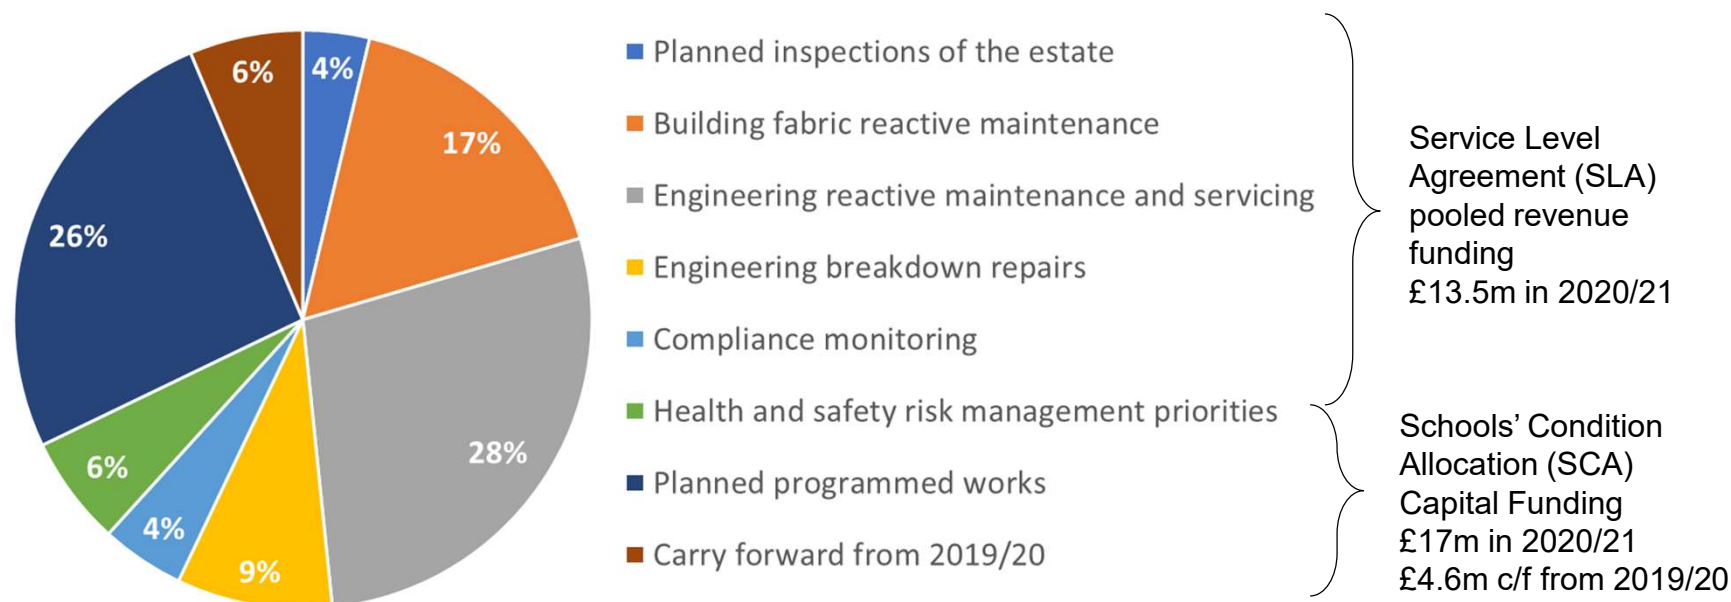 6%
4%
17%
26%
28%
6%
4%
9%
Planned inspections of the estate
Building fabric reactive maintenance
Engineering reactive maintenance and servicing
Engineering breakdown repairs
Compliance monitoring
Health and safety risk management priorities
Planned programmed works
Carry forward from 2019/20
Service Level
Agreement (SLA)
pooled revenue
funding
£13.5m in 2020/21
Schools’ Condition
Allocation (SCA)
Capital Funding
£17m in 2020/21
£4.6m c/f from 2019/20